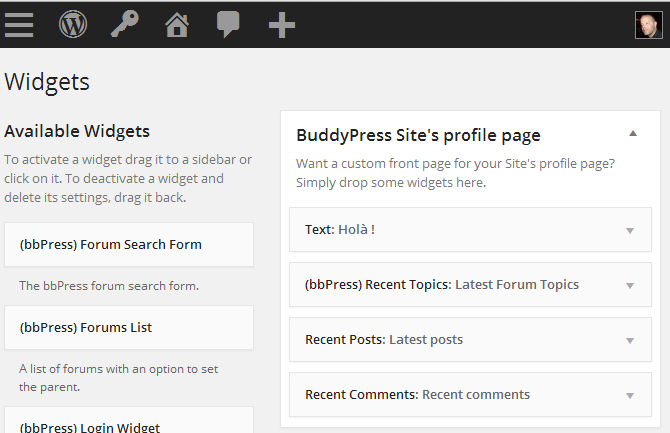 Widgets
Available Widgets
To activate a widget drag it to a sidebar or
click on it. To deactivate a widget and
delete its settings, drag it back.
(bbPress) Forum Search Form
The bbPress forum search form.
(bbPress) Forums List
A list of forums with an option to set
the parent.
(bbPress) Login Widget
BuddyPress Site's profile page
Want a custom front page for your Site's profile page?
Simply drop some widgets here.
Text: Holà !
(bbPress) Recent Topics: Latest Forum Topics
Recent Posts: Latest posts
Recent Comments: Recent comments